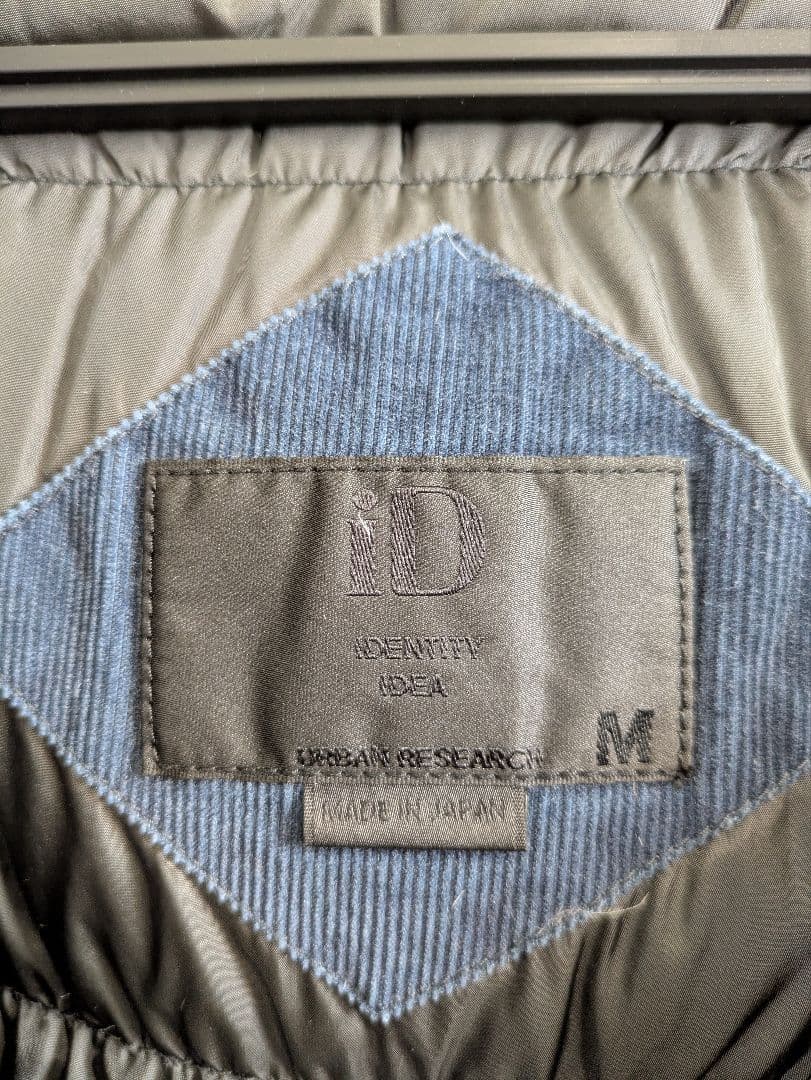 iD
IDENTITY
IDEA
URBAN RESEARCH
M
MADE IN JAPAN